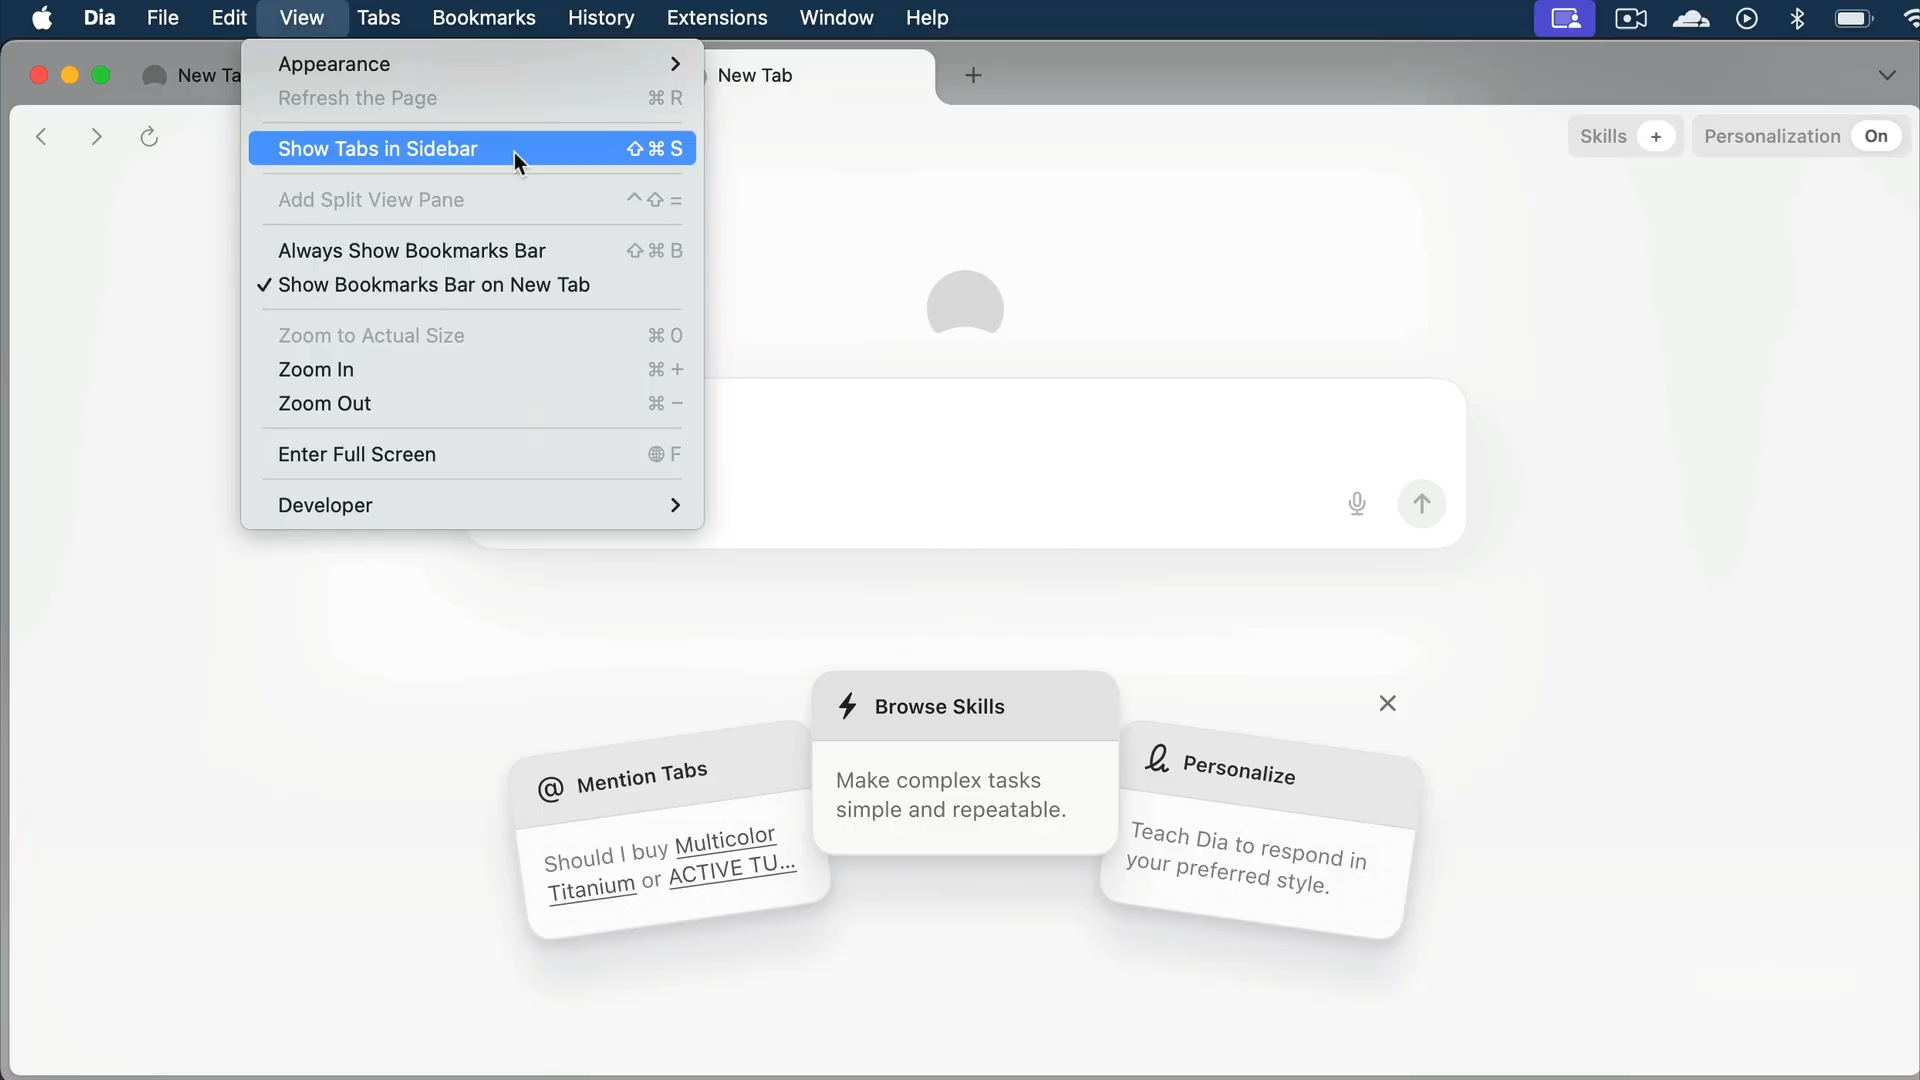 Dia File Edit View Tabs Bookmarks History Extensions Window Help
New Ta
New Tab
Appearance
Refresh the Page ⌘ R
Show Tabs in Sidebar ⇧ ⌘ S
Add Split View Pane ^ ⇧ =
Always Show Bookmarks Bar ⇧ ⌘ B
✓ Show Bookmarks Bar on New Tab
Zoom to Actual Size ⌘ 0
Zoom In ⌘ +
Zoom Out ⌘ −
Enter Full Screen 🌐 F
Developer
Skills +
Personalization On
@ Mention Tabs
Should I buy Multicolor
Titanium or ACTIVE TU...
Browse Skills
Make complex tasks
simple and repeatable.
Personalize
Teach Dia to respond in
your preferred style.